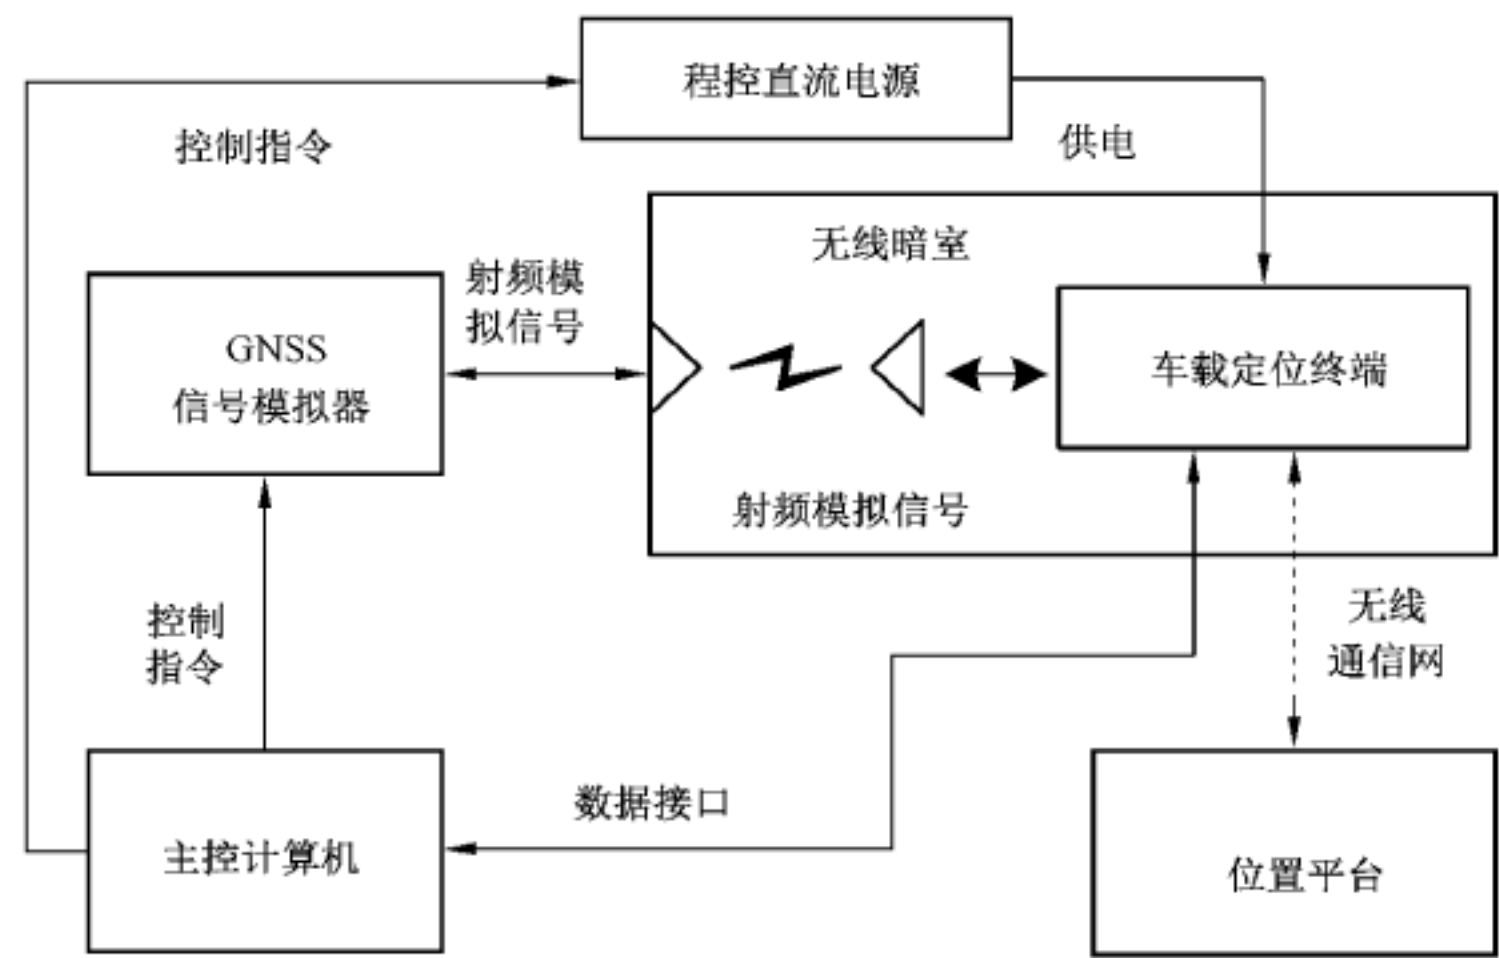 程控直流电源
控制指令
供电
无线暗室
射频模
拟信号
GNSS
信号模拟器
车载定位终端
射频模拟信号
控制
指令
无线
通信网
数据接口
主控计算机
位置平台